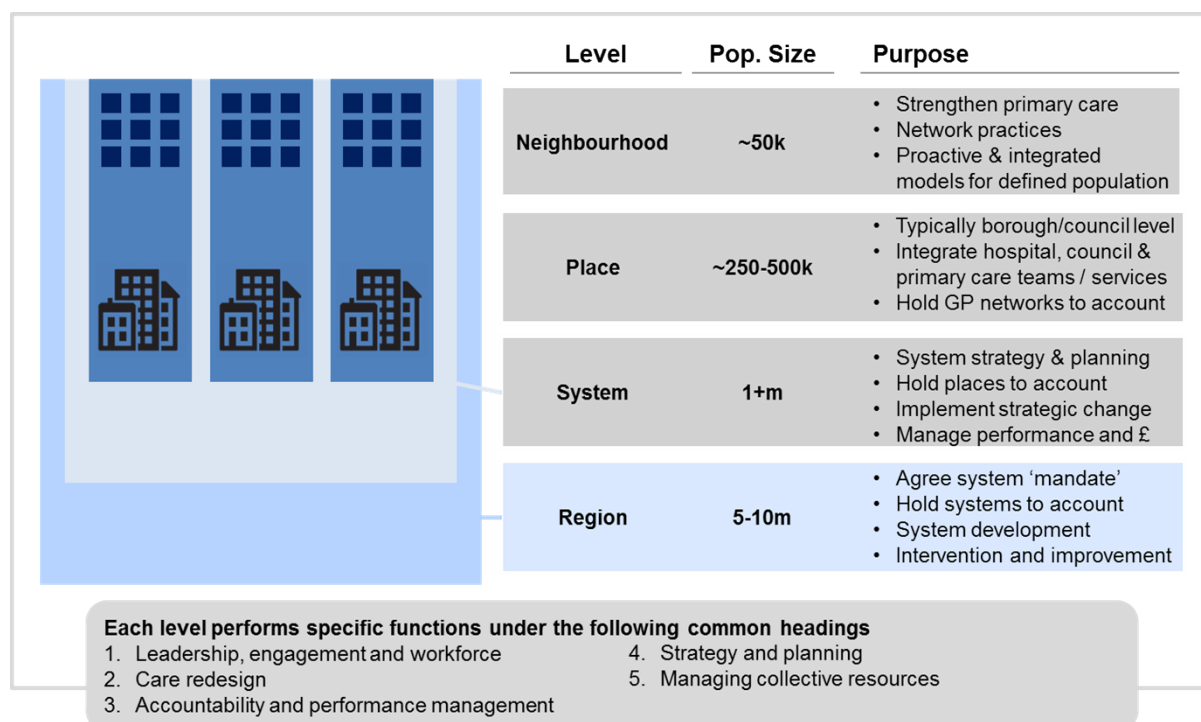 Level Pop. Size Purpose
Neighbourhood ~50k
• Strengthen primary care
• Network practices
• Proactive & integrated
models for defined population
Place ~250-500k
• Typically borough/council level
• Integrate hospital, council &
primary care teams / services
• Hold GP networks to account
System 1+m
• System strategy & planning
• Hold places to account
• Implement strategic change
• Manage performance and £
Region 5-10m
• Agree system ‘mandate’
• Hold systems to account
• System development
• Intervention and improvement
Each level performs specific functions under the following common headings
1. Leadership, engagement and workforce
2. Care redesign
3. Accountability and performance management
4. Strategy and planning
5. Managing collective resources